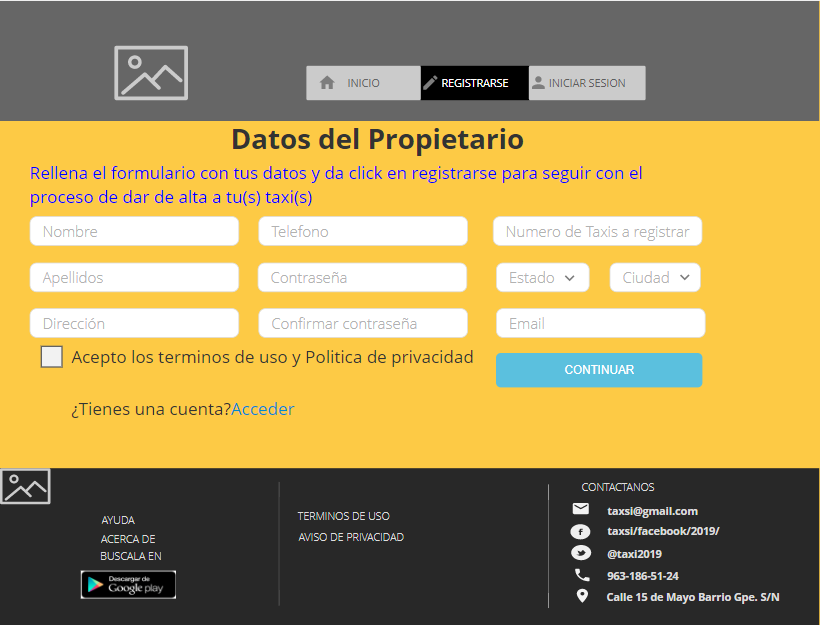 INICIO
REGISTRARSE
INICIAR SESION
Datos del Propietario
Rellena el formulario con tus datos y da click en registrarse para seguir con el
proceso de dar de alta a tu(s) taxi(s)
Nombre
Telefono
Numero de Taxis a registrar
Apellidos
Contraseña
Estado
Ciudad
Dirección
Confirmar contraseña
Email
Acepto los terminos de uso y Politica de privacidad
CONTINUAR
¿Tienes una cuenta?Acceder
AYUDA
ACERCA DE
BUSCALA EN
Descargar de
Google play
TERMINOS DE USO
AVISO DE PRIVACIDAD
CONTACTANOS
taxsi@gmail.com
taxsi/facebook/2019/
@taxi2019
963-186-51-24
Calle 15 de Mayo Barrio Gpe. S/N